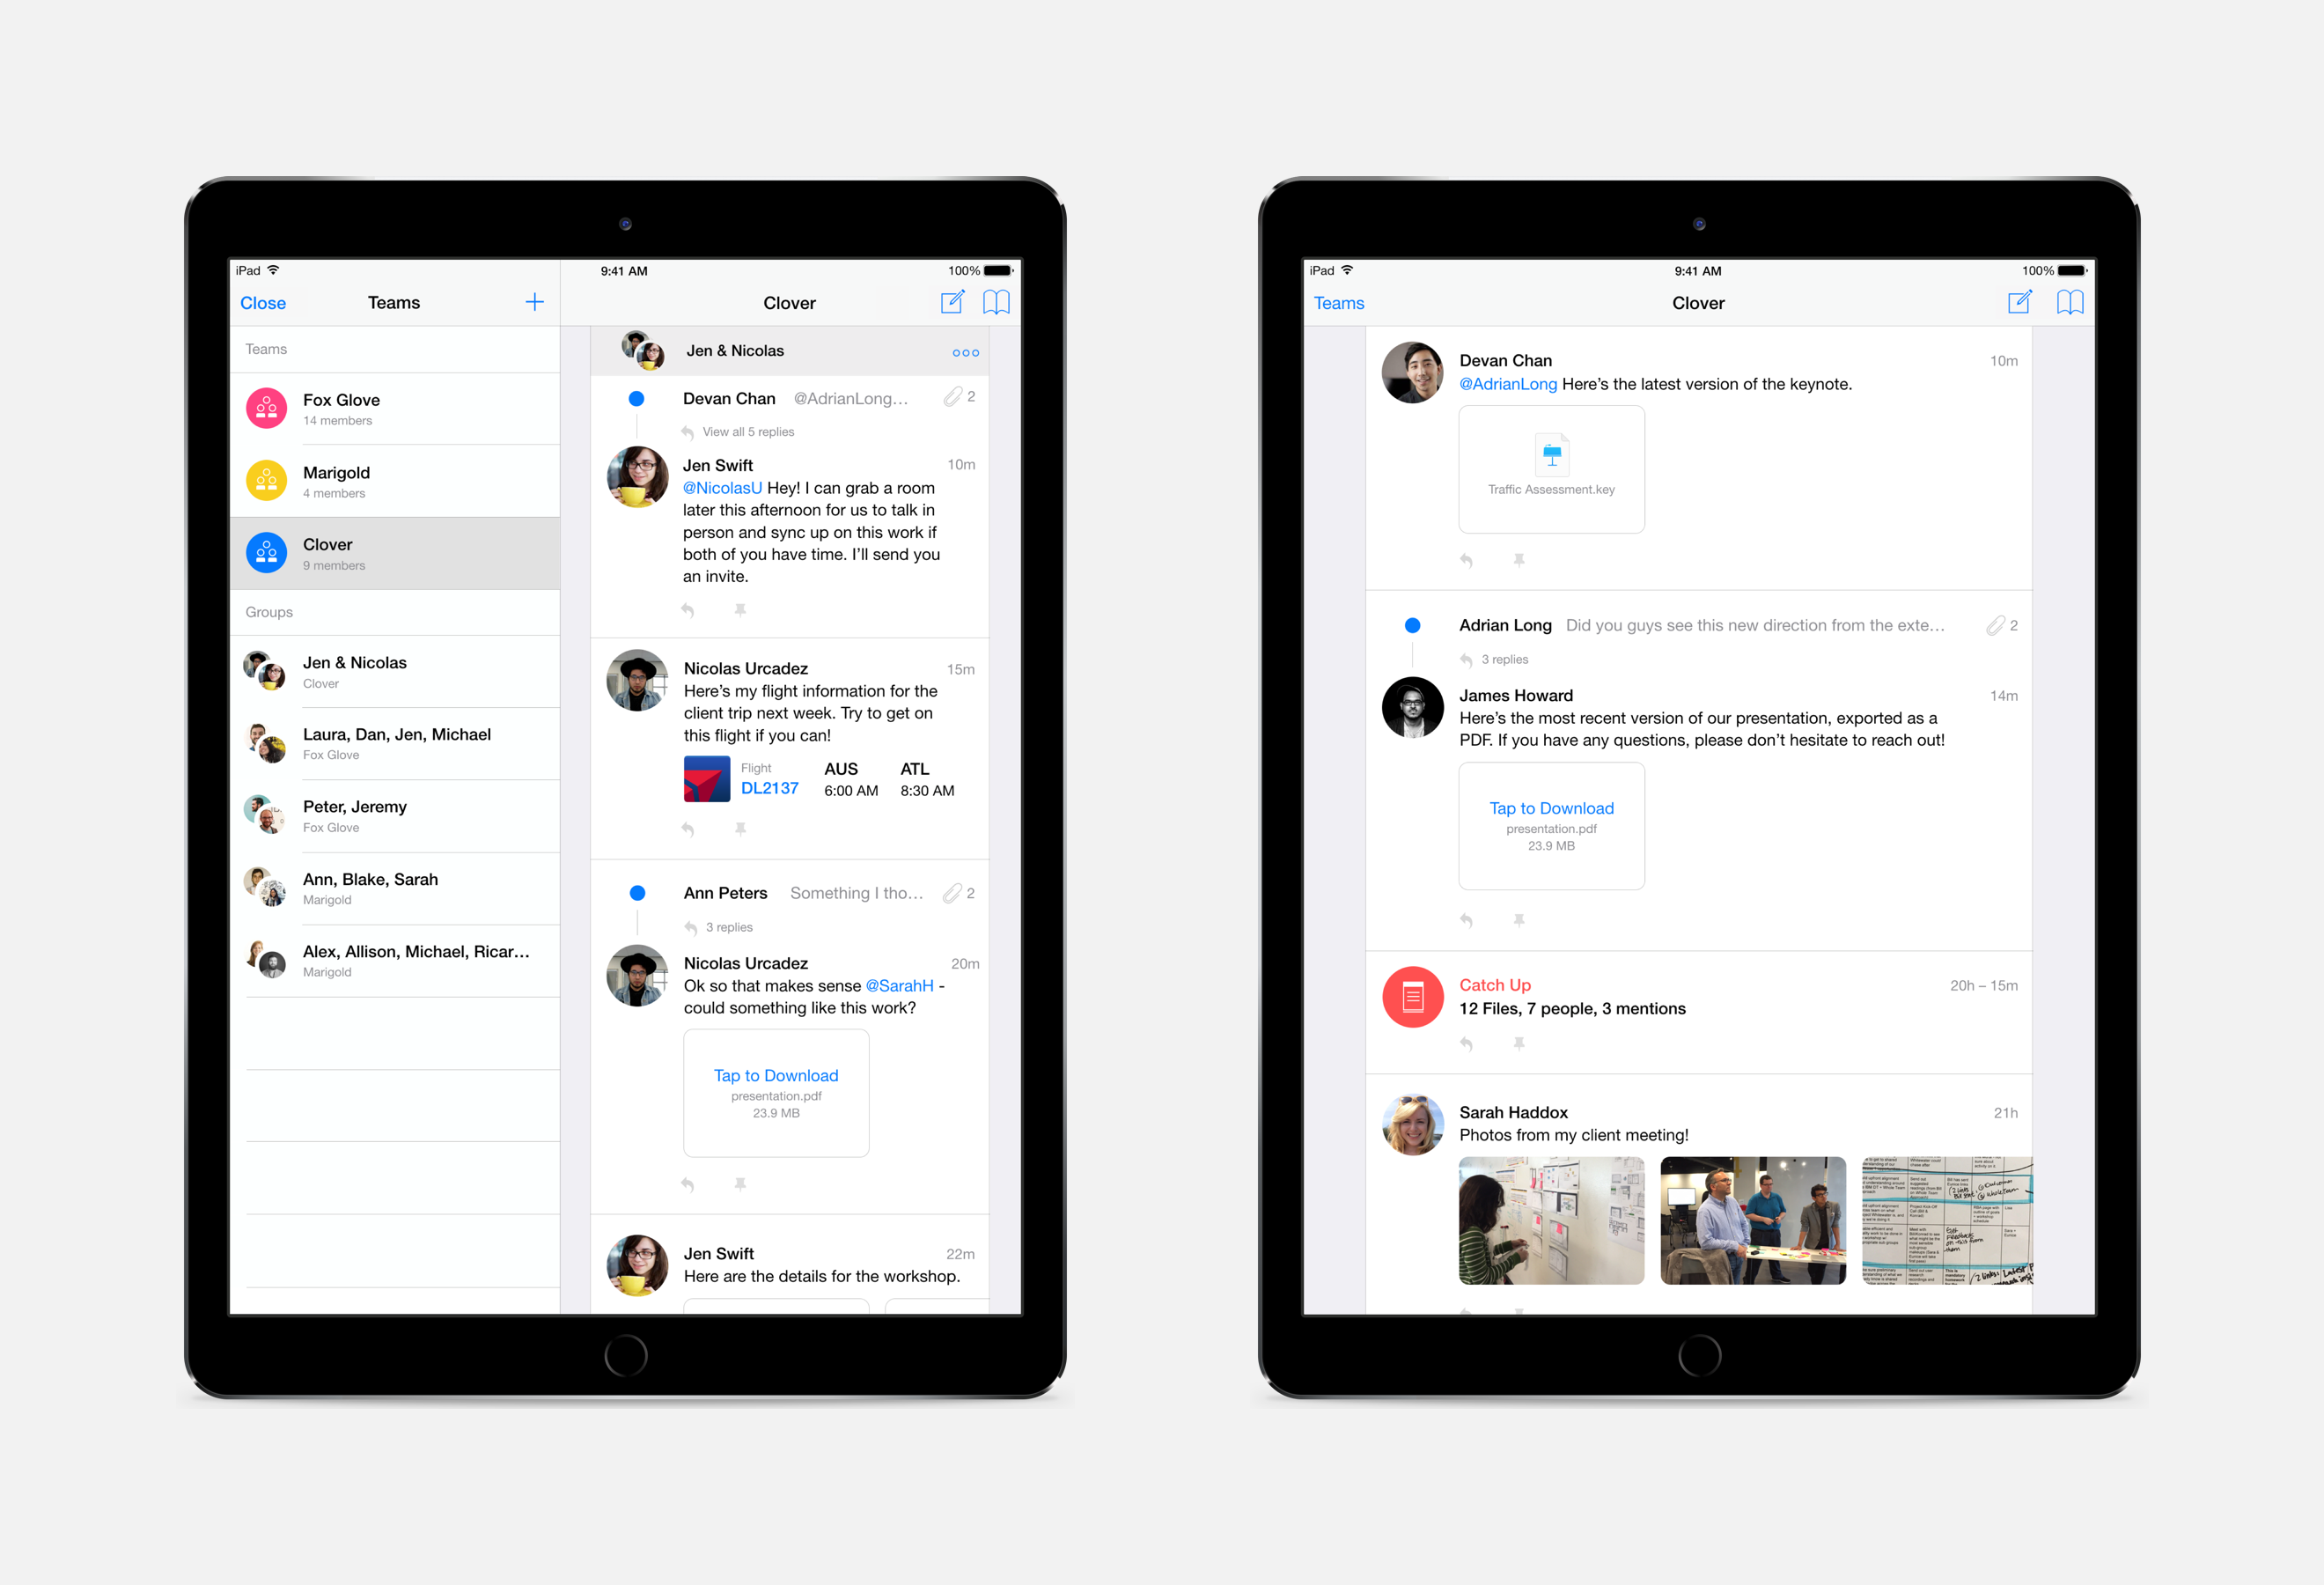 iPad
9:41 AM
100%
Close
Teams
Clover
Teams
Fox Glove
14 members
Marigold
4 members
Clover
9 members
Groups
Jen & Nicolas
Clover
Laura, Dan, Jen, Michael
Fox Glove
Peter, Jeremy
Fox Glove
Ann, Blake, Sarah
Marigold
Alex, Allison, Michael, Ricar...
Marigold
Jen & Nicolas
Devan Chan @AdrianLong... 2
View all 5 replies
Jen Swift 10m
@NicolasU Hey! I can grab a room
later this afternoon for us to talk in
person and sync up on this work if
both of you have time. I'll send you
an invite.
Nicolas Urcadez 15m
Here's my flight information for the
client trip next week. Try to get on
this flight if you can!
Flight AUS ATL
DL2137 6:00 AM 8:30 AM
Ann Peters Something I tho... 2
3 replies
Nicolas Urcadez 20m
Ok so that makes sense @SarahH -
could something like this work?
Tap to Download
presentation.pdf
23.9 MB
Jen Swift 22m
Here are the details for the workshop.
iPad
9:41 AM
100%
Teams
Clover
Devan Chan 10m
@AdrianLong Here's the latest version of the keynote.
Traffic Assessment.key
Adrian Long Did you guys see this new direction from the exte... 2
3 replies
James Howard 14m
Here's the most recent version of our presentation, exported as a
PDF. If you have any questions, please don't hesitate to reach out!
Tap to Download
presentation.pdf
23.9 MB
Catch Up 20h – 15m
12 Files, 7 people, 3 mentions
Sarah Haddox 21h
Photos from my client meeting!